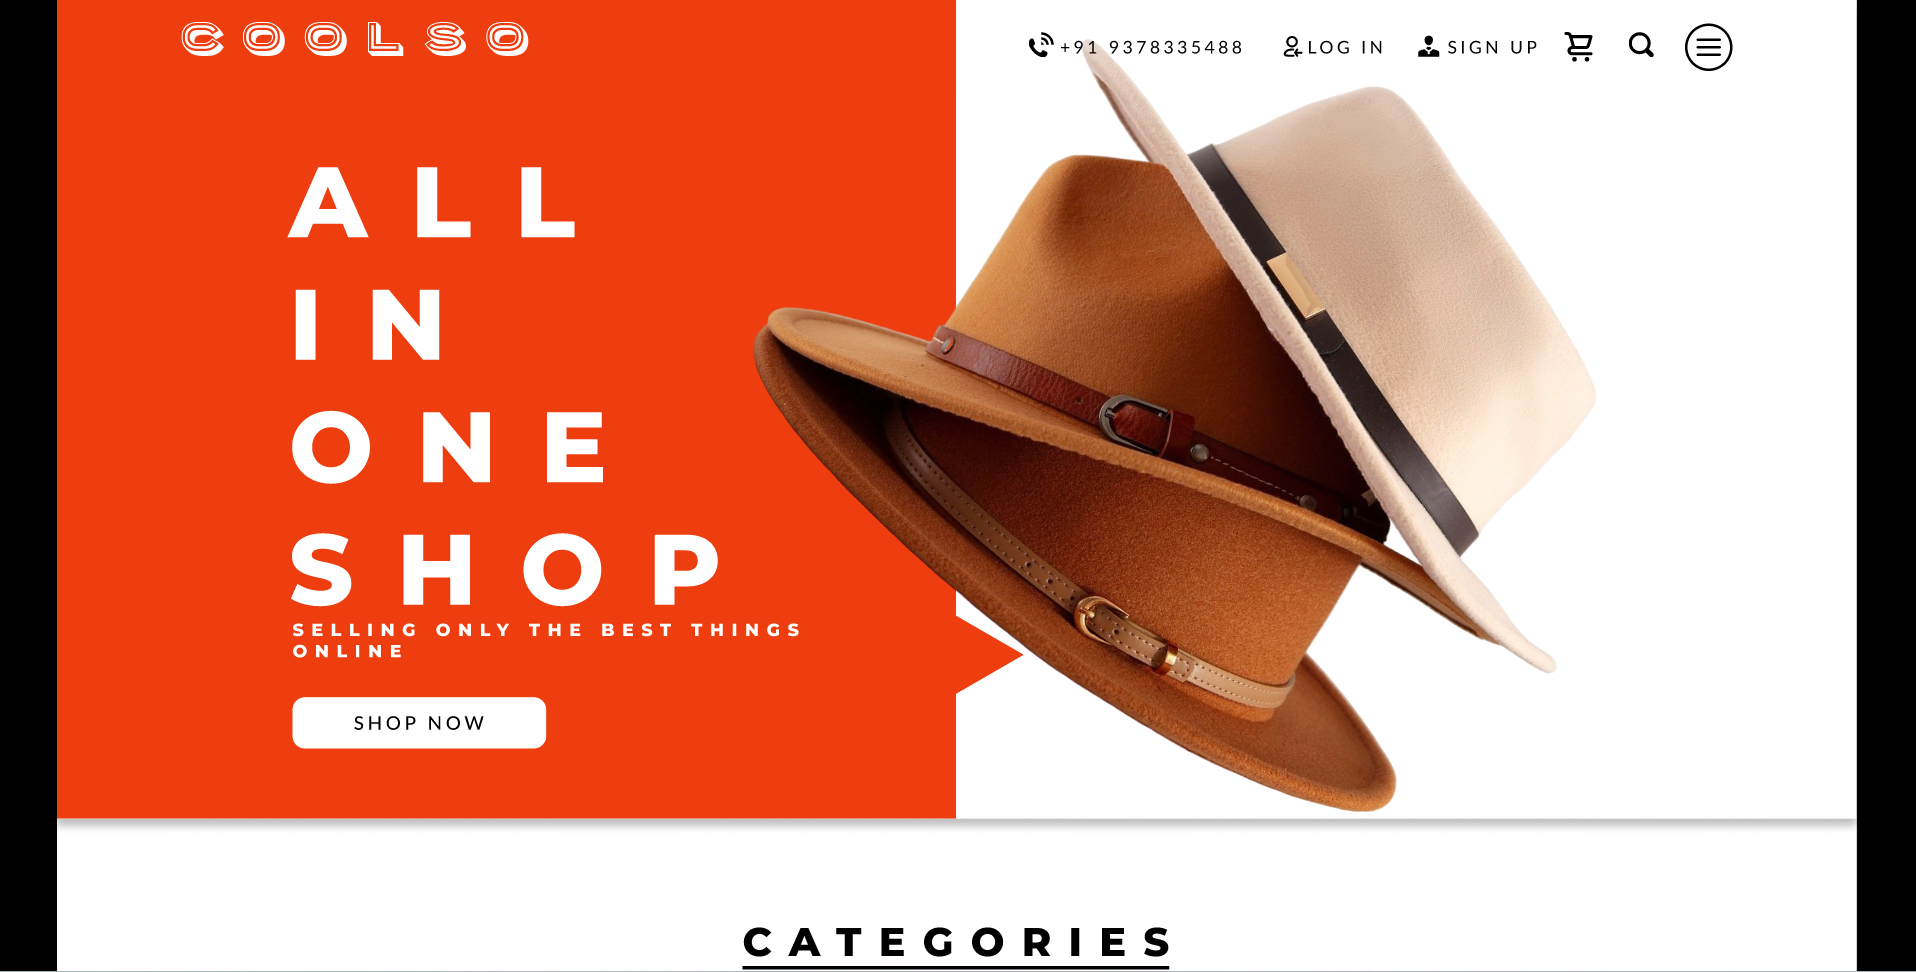 COOLSO
+91 9378335488 LOG IN SIGN UP
ALL
IN
ONE
SHOP
SELLING ONLY THE BEST THINGS
ONLINE
SHOP NOW
CATEGORIES